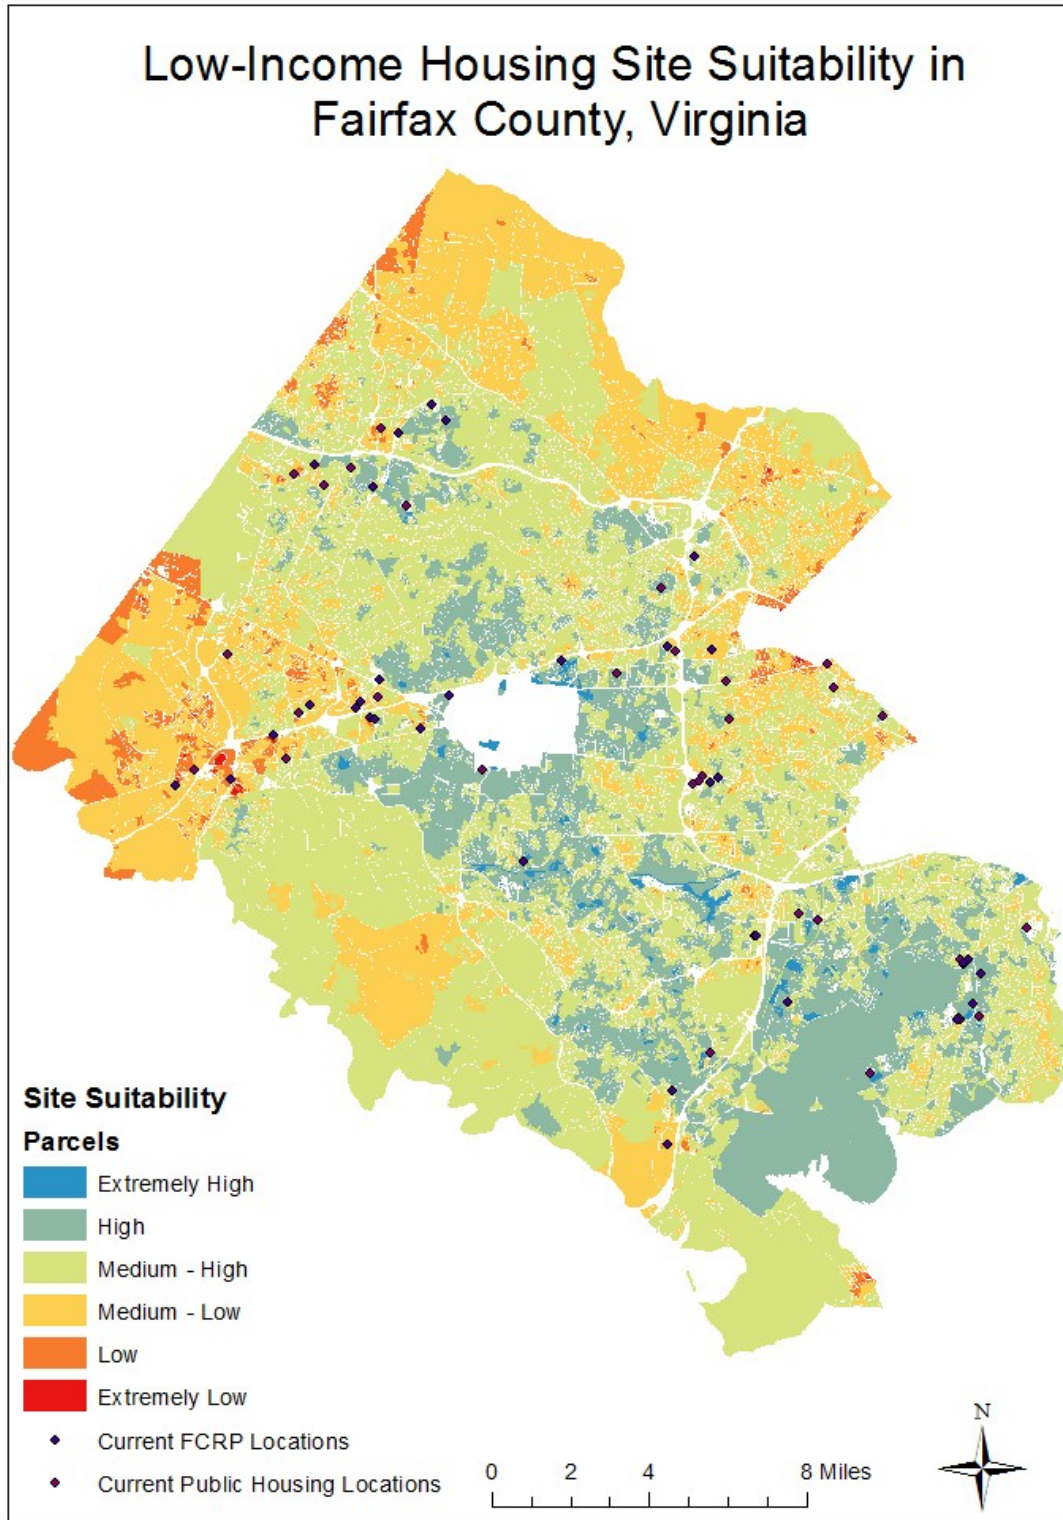 Low-Income Housing Site Suitability in
Fairfax County, Virginia
Site Suitability
Parcels
Extremely High
High
Medium - High
Medium - Low
Low
Extremely Low
Current FCRP Locations
Current Public Housing Locations
0 2 4 8 Miles
N